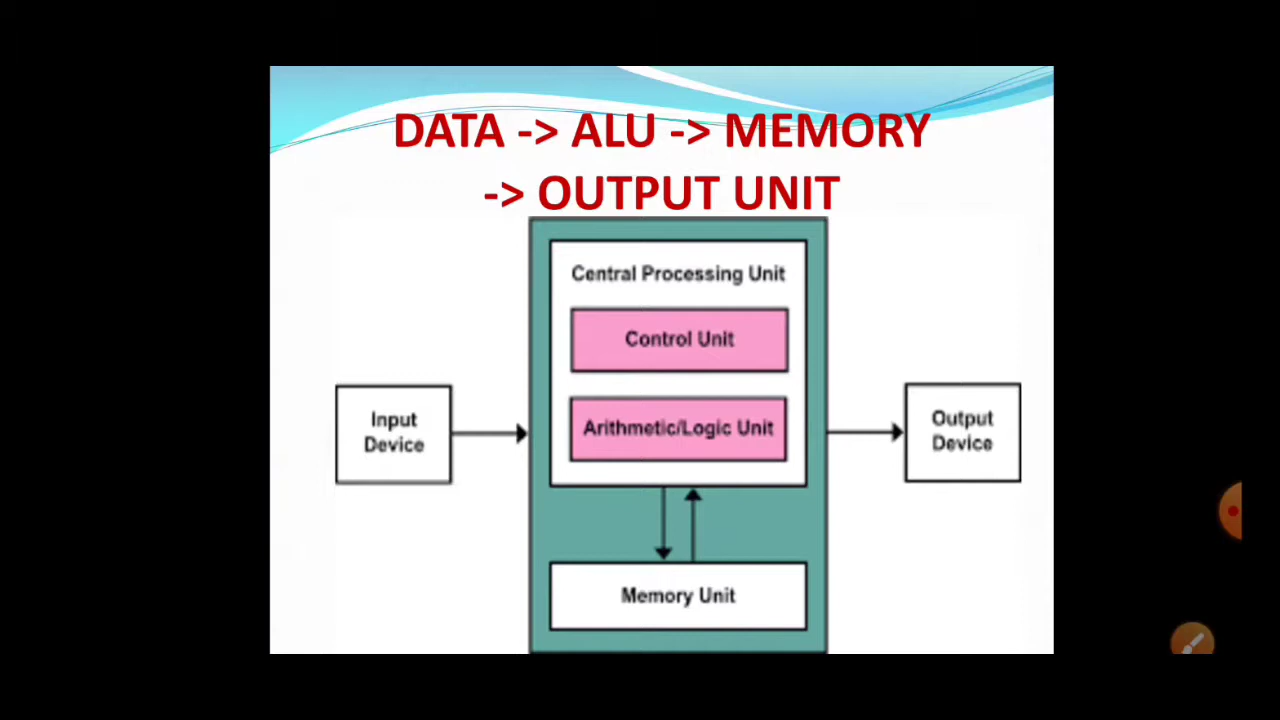 DATA -> ALU -> MEMORY
-> OUTPUT UNIT
Central Processing Unit
Control Unit
Arithmetic/Logic Unit
Input
Device
Output
Device
Memory Unit